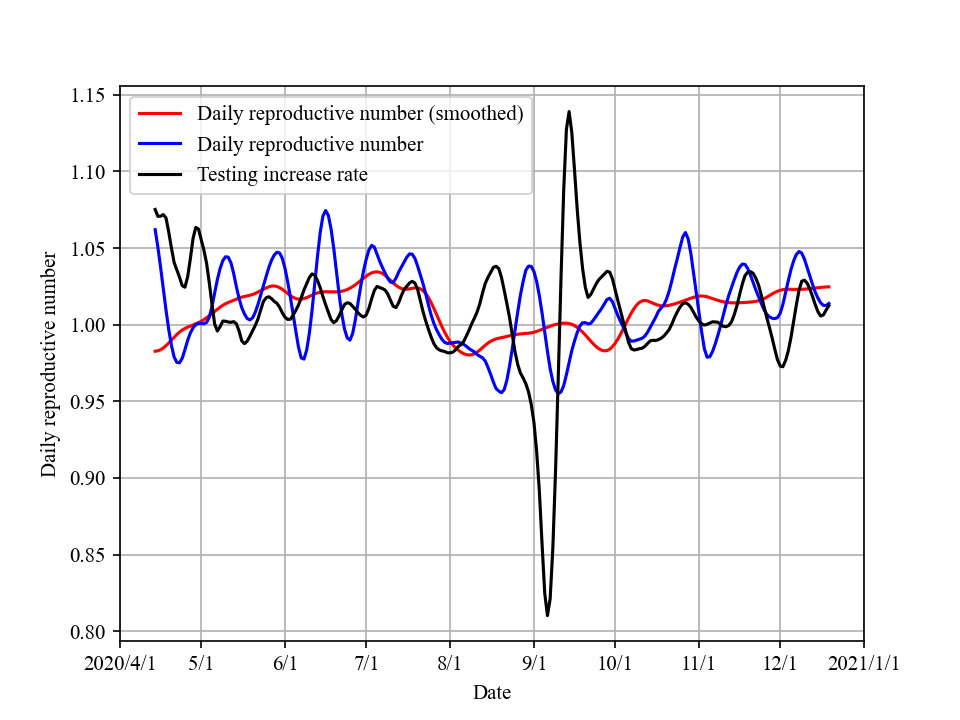 Daily reproductive number (smoothed)
Daily reproductive number
Testing increase rate
Daily reproductive number
1.15
1.10
1.05
1.00
0.95
0.90
0.85
0.80
2020/4/1 5/1 6/1 7/1 8/1 9/1 10/1 11/1 12/1 2021/1/1
Date